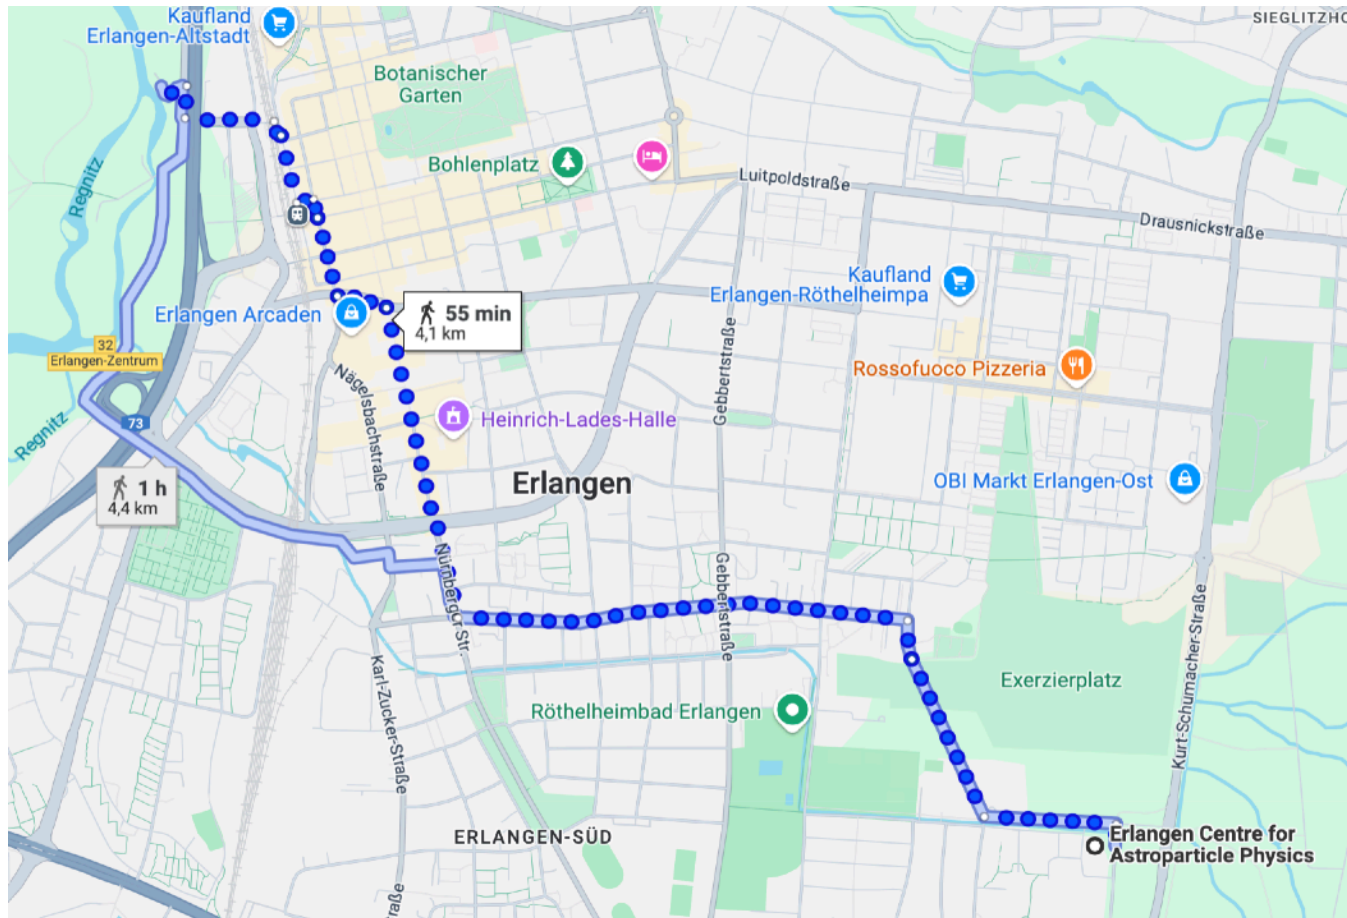 Kaufland
Erlangen-Altstadt
SIEGLITZHO
Botanischer
Garten
Bohlenplatz
Luitpoldstraße
Regnitz
Drausnickstraße
Kaufland
Erlangen-Röthelheimpa
Erlangen Arcaden
55 min
4,1 km
32
Erlangen-Zentrum
Gebbertstraße
Rossofuoco Pizzeria
Nägelsbachstraße
73
Regnitz
Heinrich-Lades-Halle
1 h
4,4 km
Erlangen
OBI Markt Erlangen-Ost
Nürnberger Str.
Gebbertstraße
Karl-Zucker-Straße
Exerzierplatz
Kurt-Schumacher-Straße
Röthelheimbad Erlangen
ERLANGEN-SÜD
Erlangen Centre for
Astroparticle Physics
raße